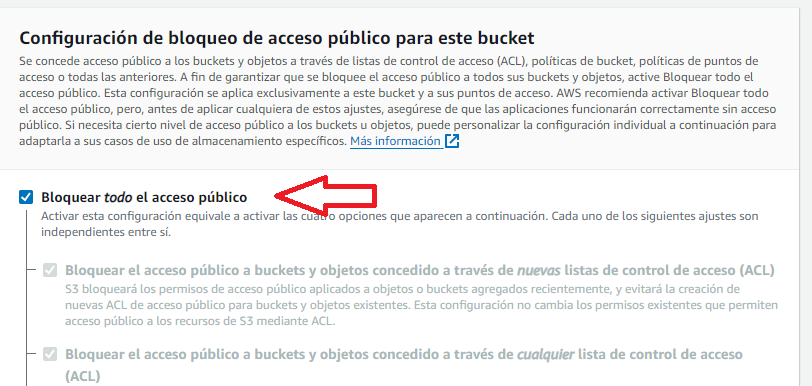 Configuración de bloqueo de acceso público para este bucket
Se concede acceso público a los buckets y objetos a través de listas de control de acceso (ACL), políticas de bucket, políticas de puntos de
acceso o todas las anteriores. A fin de garantizar que se bloquee el acceso público a todos sus buckets y objetos, active Bloquear todo el
acceso público. Esta configuración se aplica exclusivamente a este bucket y a sus puntos de acceso. AWS recomienda activar Bloquear todo
el acceso público, pero, antes de aplicar cualquiera de estos ajustes, asegúrese de que las aplicaciones funcionarán correctamente sin acceso
público. Si necesita cierto nivel de acceso público a los buckets u objetos, puede personalizar la configuración individual a continuación para
adaptarla a sus casos de uso de almacenamiento específicos. Más información
Bloquear todo el acceso público
Activar esta configuración equivale a activar las cuatro opciones que aparecen a continuación. Cada uno de los siguientes ajustes son
independientes entre sí.
Bloquear el acceso público a buckets y objetos concedido a través de nuevas listas de control de acceso (ACL)
S3 bloqueará los permisos de acceso público aplicados a objetos o buckets agregados recientemente, y evitará la creación de
nuevas ACL de acceso público para buckets y objetos existentes. Esta configuración no cambia los permisos existentes que permiten
acceso público a los recursos de S3 mediante ACL.
Bloquear el acceso público a buckets y objetos concedido a través de cualquier lista de control de acceso
(ACL)